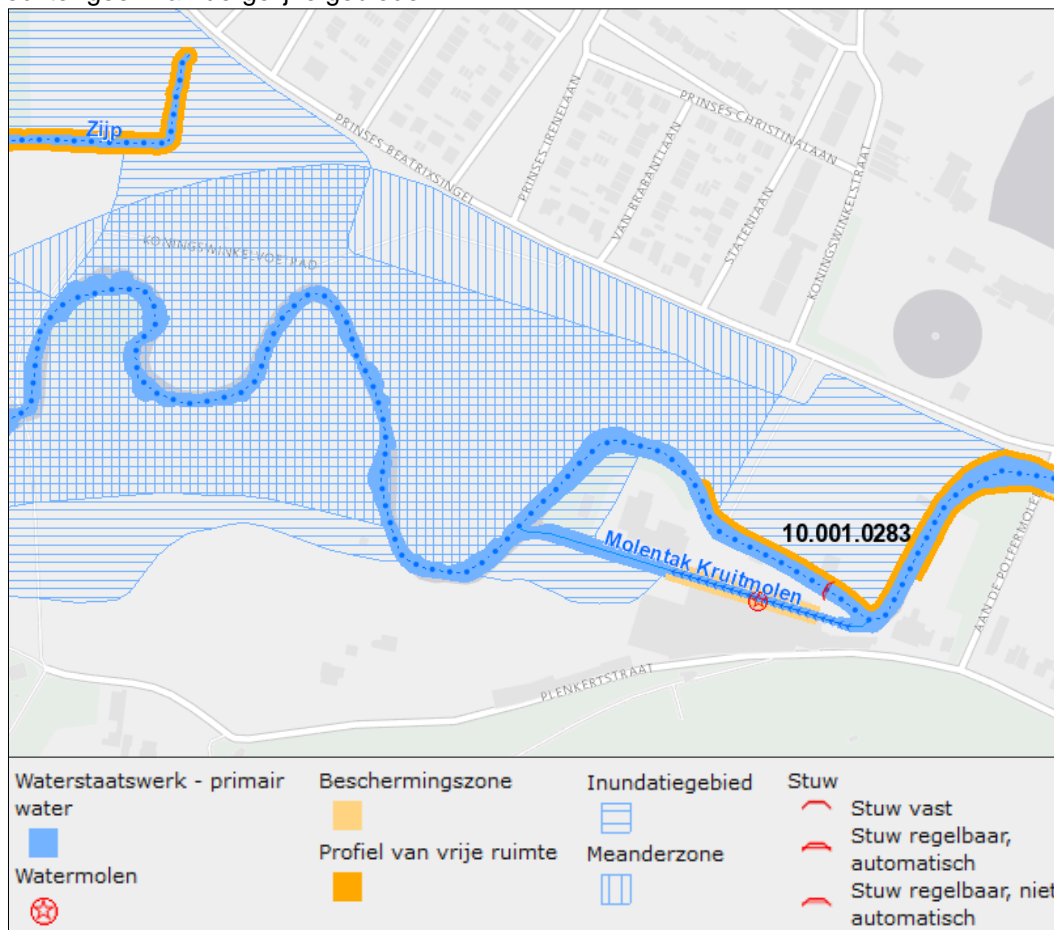 Zijp
PRINSES BEATRIXSINGEL
PRINSES IRENELAAN
PRINSES CHRISTINALAAN
VAN BRABANTLAAN
STATENLAAN
KONINGSWINKELSTRAAT
KONINGSWINKELVOETPAD
10.001.0283
Molentak Kruitmolen
AAN DE POLFERMOLEN
PLENKERTSTRAAT
Waterstaatswerk - primair
water
Watermolen
Beschermingszone
Profiel van vrije ruimte
Inundatiegebied
Meanderzone
Stuw
Stuw vast
Stuw regelbaar,
automatisch
Stuw regelbaar, niet
automatisch